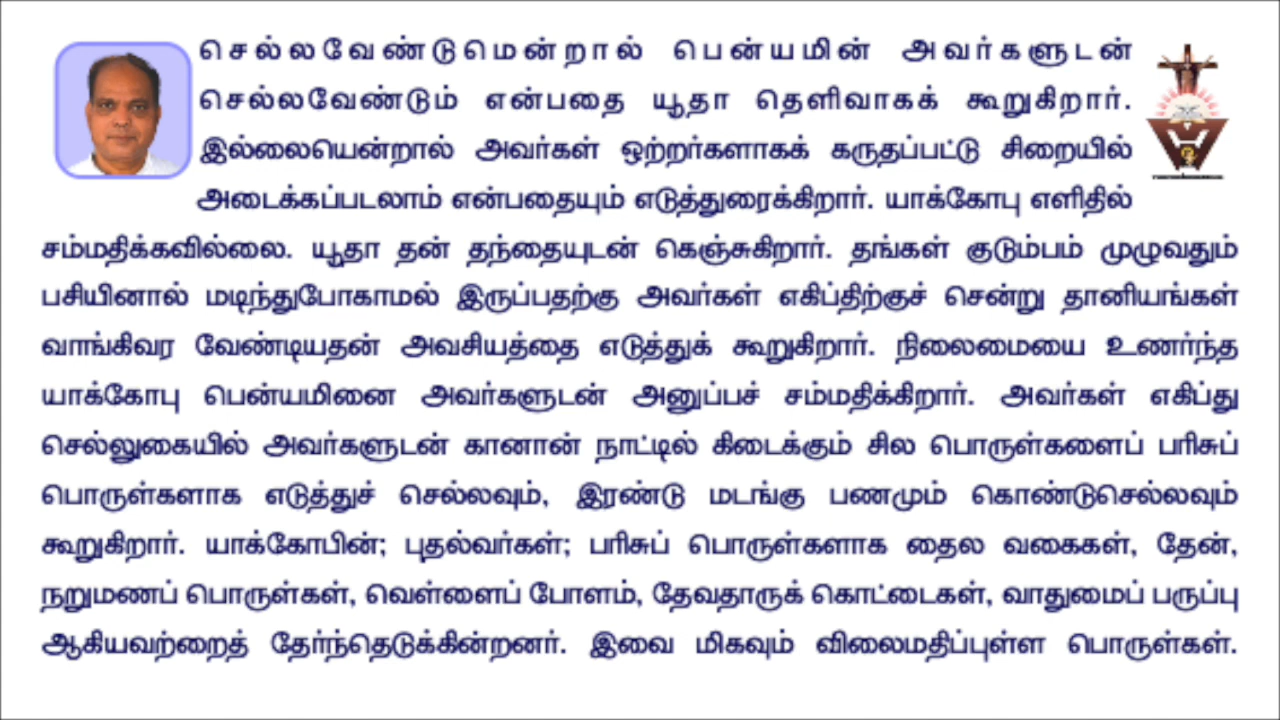 செல்லவேண்டுமென்றால் பென்யமின் அவர்களுடன்
செல்லவேண்டும் என்பதை யூதா தெளிவாகக் கூறுகிறார்.
இல்லையென்றால் அவர்கள் ஒற்றர்களாகக் கருதப்பட்டு சிறையில்
அடைக்கப்படலாம் என்பதையும் எடுத்துரைக்கிறார். யாக்கோபு எளிதில்
சம்மதிக்கவில்லை. யூதா தன் தந்தையுடன் கெஞ்சுகிறார். தங்கள் குடும்பம் முழுவதும்
பசியினால் மடிந்துபோகாமல் இருப்பதற்கு அவர்கள் எகிப்திற்குச் சென்று தானியங்கள்
வாங்கிவர வேண்டியதன் அவசியத்தை எடுத்துக் கூறுகிறார். நிலைமையை உணர்ந்த
யாக்கோபு பென்யமினை அவர்களுடன் அனுப்பச் சம்மதிக்கிறார். அவர்கள் எகிப்து
செல்லுகையில் அவர்களுடன் கானான் நாட்டில் கிடைக்கும் சில பொருள்களைப் பரிசுப்
பொருள்களாக எடுத்துச் செல்லவும், இரண்டு மடங்கு பணமும் கொண்டுசெல்லவும்
கூறுகிறார். யாக்கோபின்; புதல்வர்கள்; பரிசுப் பொருள்களாக தைல வகைகள், தேன்,
நறுமணப் பொருள்கள், வெள்ளைப் போளம், தேவதாருக் கொட்டைகள், வாதுமைப் பருப்பு
ஆகியவற்றைத் தேர்ந்தெடுக்கின்றனர். இவை மிகவும் விலைமதிப்புள்ள பொருள்கள்.